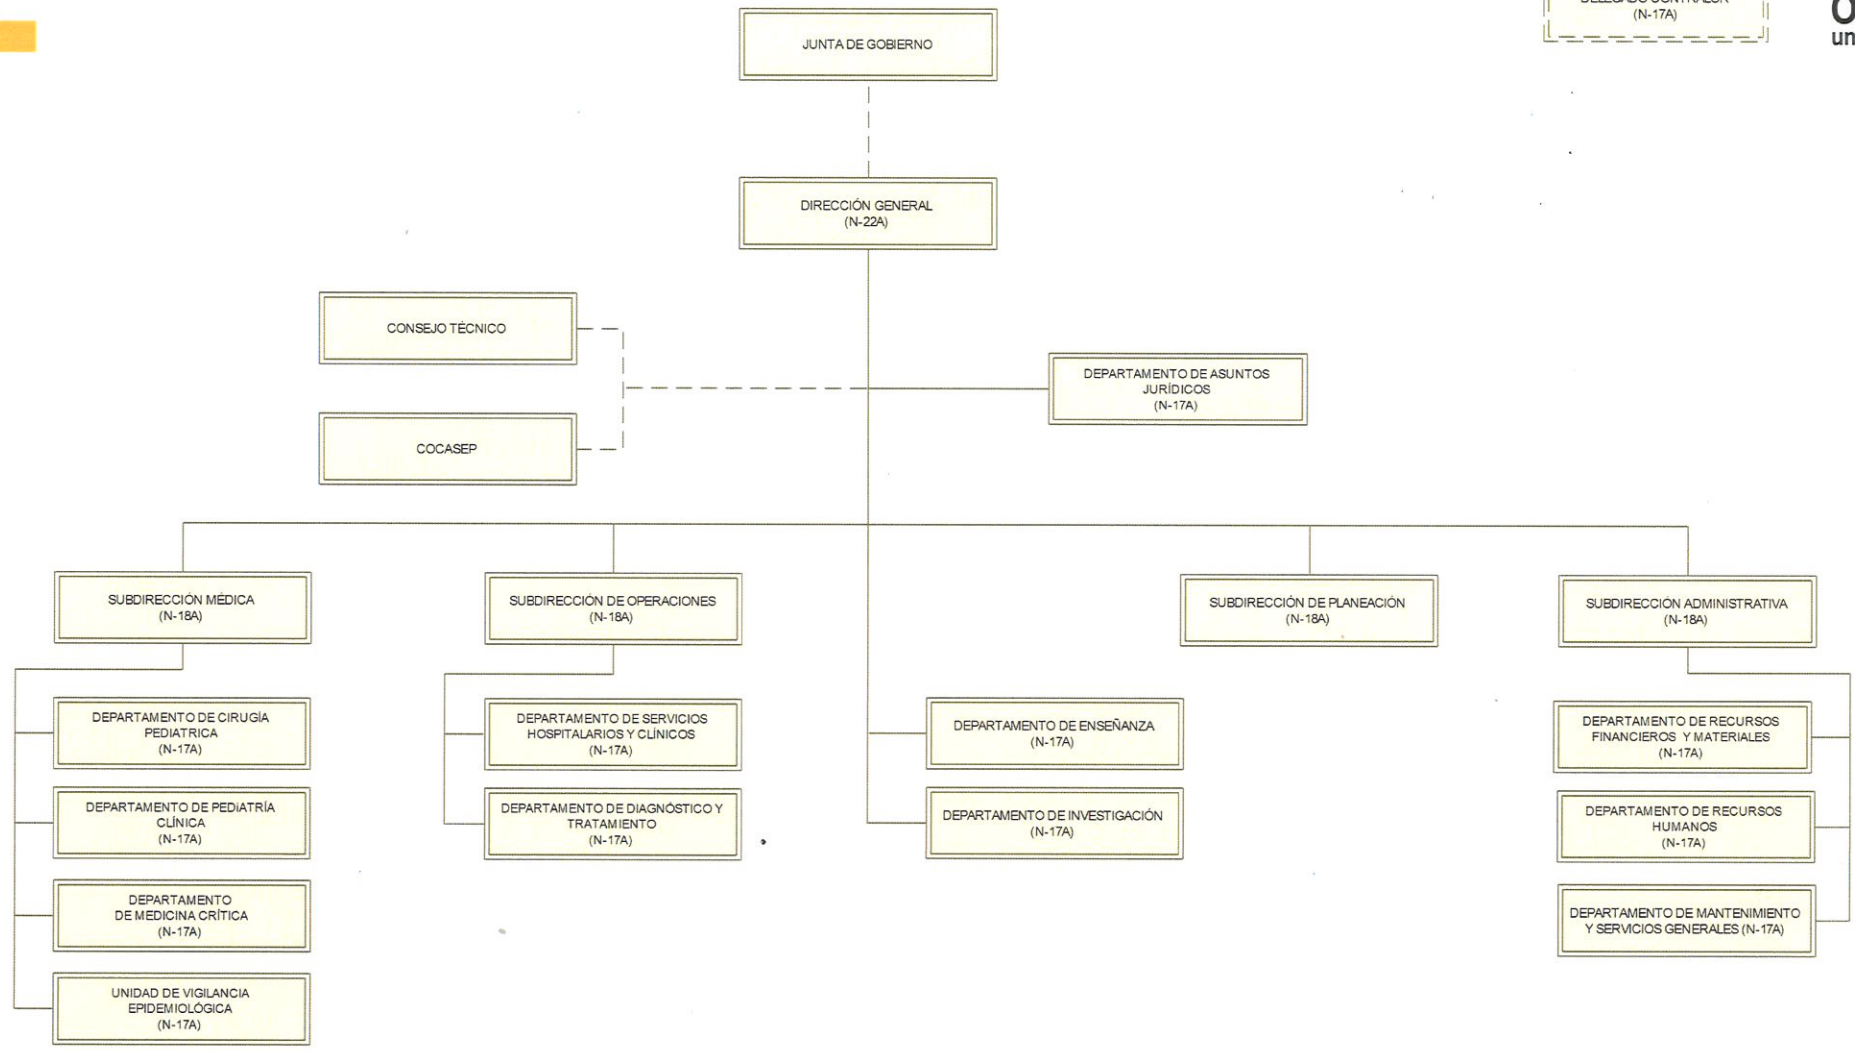 (N-17A)
un
JUNTA DE GOBIERNO
DIRECCIÓN GENERAL
(N-22A)
CONSEJO TÉCNICO
DEPARTAMENTO DE ASUNTOS
JURÍDICOS
(N-17A)
COCASEP
SUBDIRECCIÓN MÉDICA
(N-18A)
SUBDIRECCIÓN DE OPERACIONES
(N-18A)
SUBDIRECCIÓN DE PLANEACIÓN
(N-18A)
SUBDIRECCIÓN ADMINISTRATIVA
(N-18A)
DEPARTAMENTO DE CIRUGÍA
PEDIATRICA
(N-17A)
DEPARTAMENTO DE SERVICIOS
HOSPITALARIOS Y CLÍNICOS
(N-17A)
DEPARTAMENTO DE ENSEÑANZA
(N-17A)
DEPARTAMENTO DE RECURSOS
FINANCIEROS Y MATERIALES
(N-17A)
DEPARTAMENTO DE PEDIATRÍA
CLÍNICA
(N-17A)
DEPARTAMENTO DE DIAGNÓSTICO Y
TRATAMIENTO
(N-17A)
DEPARTAMENTO DE INVESTIGACIÓN
(N-17A)
DEPARTAMENTO DE RECURSOS
HUMANOS
(N-17A)
DEPARTAMENTO
DE MEDICINA CRÍTICA
(N-17A)
DEPARTAMENTO DE MANTENIMIENTO
Y SERVICIOS GENERALES (N-17A)
UNIDAD DE VIGILANCIA
EPIDEMIOLÓGICA
(N-17A)